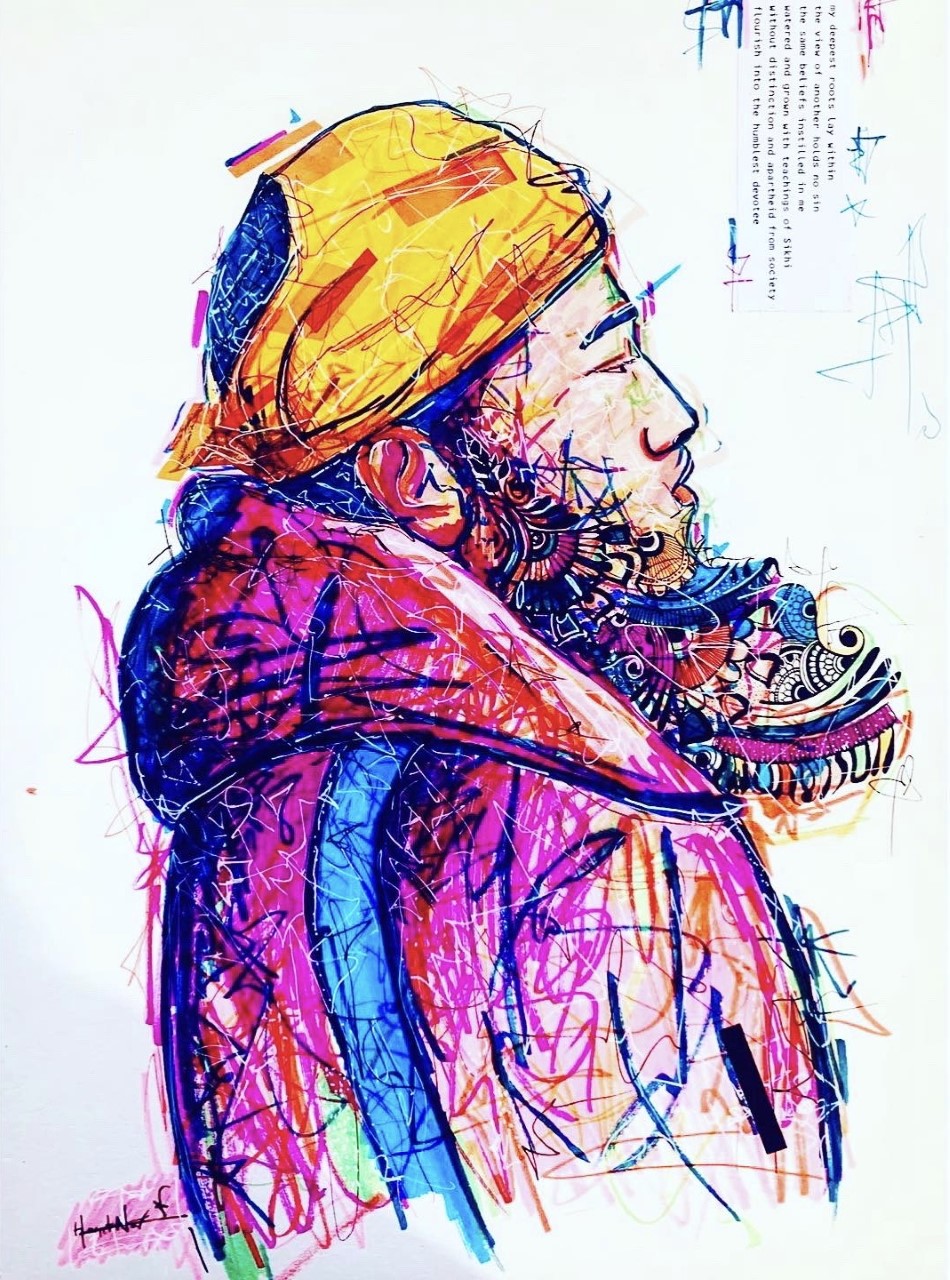 my deepest roots lay within
the view of another holds no sin
the same beliefs instilled in me
watered and grown with teachings of Sikhi
without distinction and apartheid from society
flourish into the humblest devotee